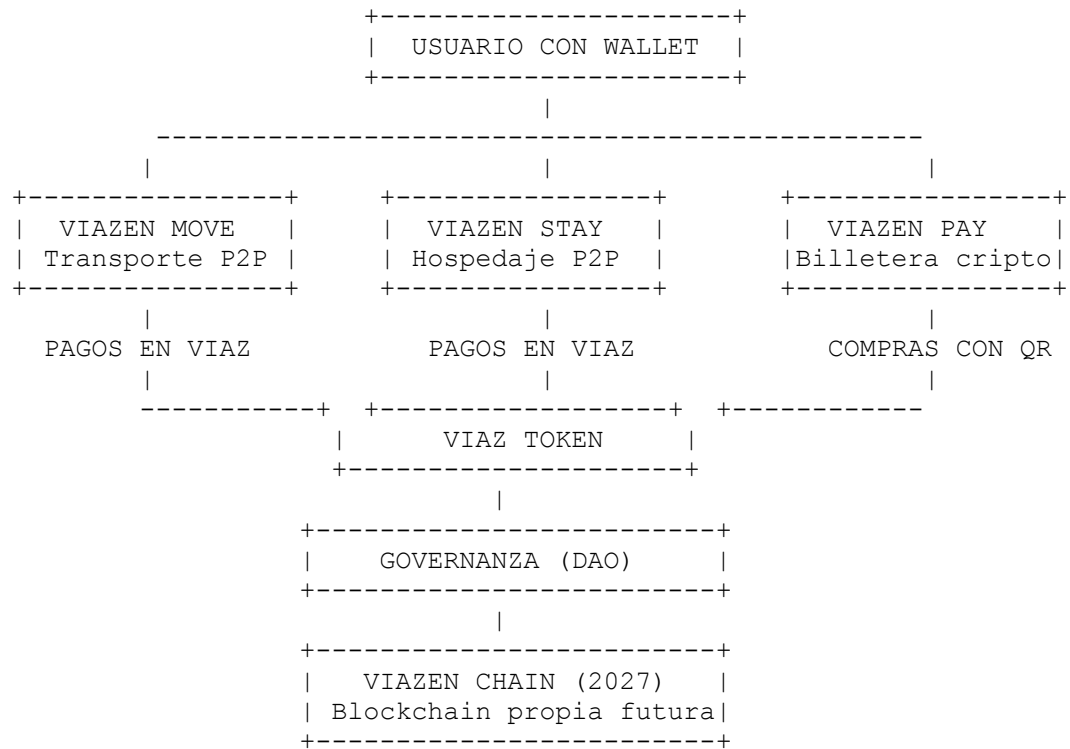 USUARIO CON WALLET
VIAZEN MOVE
Transporte P2P
VIAZEN STAY
Hospedaje P2P
VIAZEN PAY
Billetera cripto
PAGOS EN VIAZ
PAGOS EN VIAZ
COMPRAS CON QR
VIAZ TOKEN
GOVERNANZA (DAO)
VIAZEN CHAIN (2027)
Blockchain propia futura